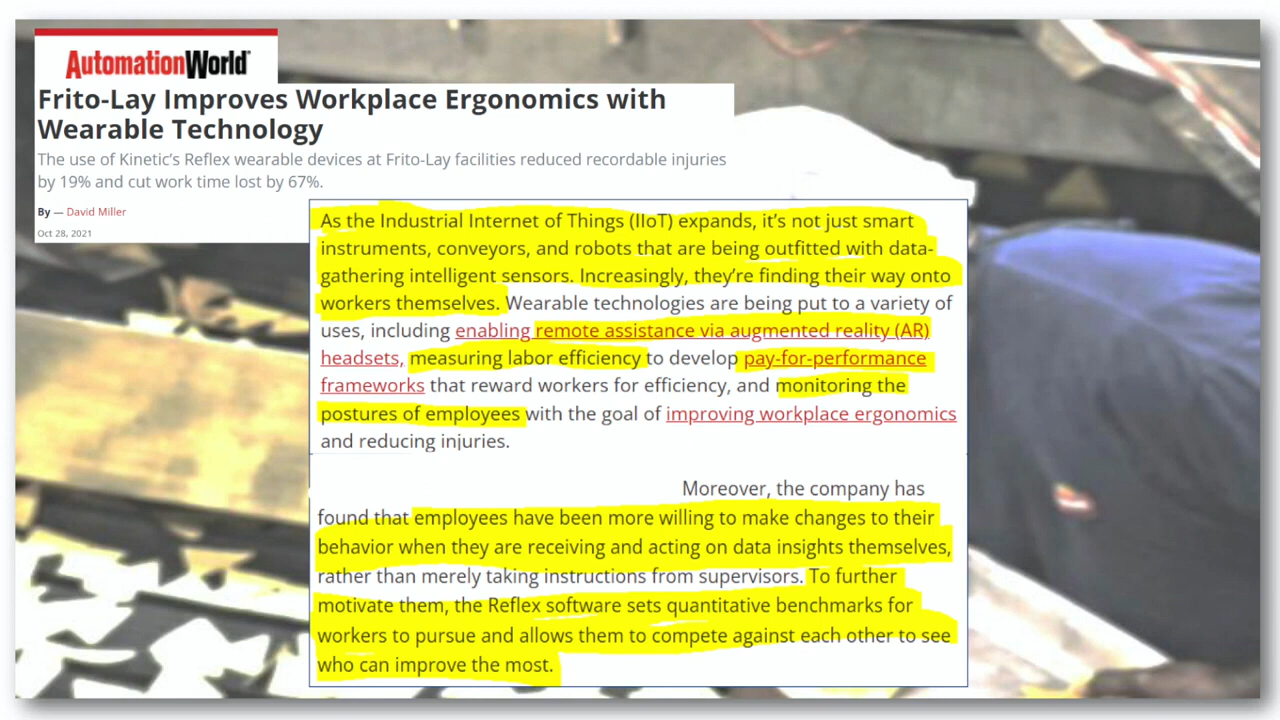 AutomationWorld®
Frito-Lay Improves Workplace Ergonomics with
Wearable Technology
The use of Kinetic’s Reflex wearable devices at Frito-Lay facilities reduced recordable injuries
by 19% and cut work time lost by 67%.
By — David Miller
Oct 28, 2021
As the Industrial Internet of Things (IIoT) expands, it’s not just smart
instruments, conveyors, and robots that are being outfitted with data-
gathering intelligent sensors. Increasingly, they’re finding their way onto
workers themselves. Wearable technologies are being put to a variety of
uses, including enabling remote assistance via augmented reality (AR)
headsets, measuring labor efficiency to develop pay-for-performance
frameworks that reward workers for efficiency, and monitoring the
postures of employees with the goal of improving workplace ergonomics
and reducing injuries.
Moreover, the company has
found that employees have been more willing to make changes to their
behavior when they are receiving and acting on data insights themselves,
rather than merely taking instructions from supervisors. To further
motivate them, the Reflex software sets quantitative benchmarks for
workers to pursue and allows them to compete against each other to see
who can improve the most.